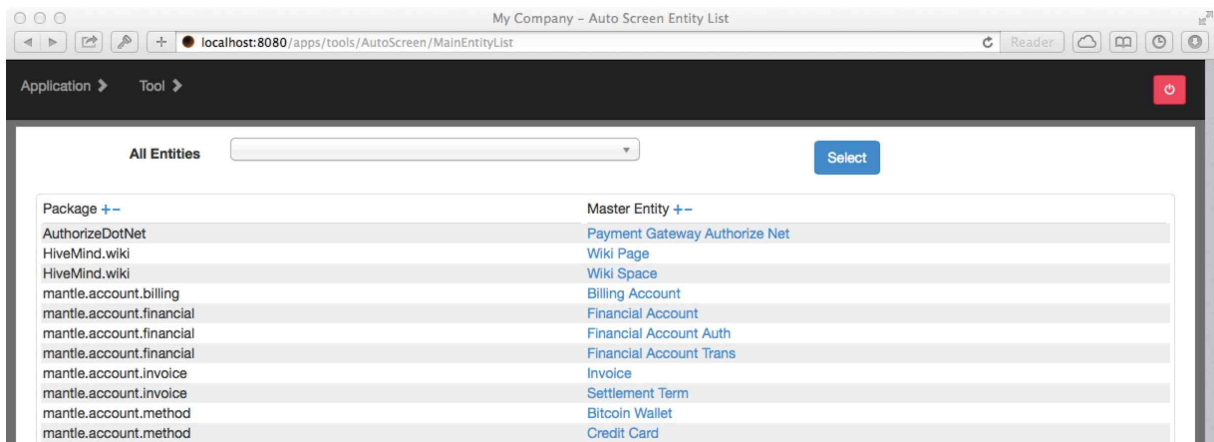 My Company – Auto Screen Entity List
localhost:8080/apps/tools/AutoScreen/MainEntityList
Reader
Application
Tool
All Entities
Select
Package +- Master Entity +-
AuthorizeDotNet Payment Gateway Authorize Net
HiveMind.wiki Wiki Page
HiveMind.wiki Wiki Space
mantle.account.billing Billing Account
mantle.account.financial Financial Account
mantle.account.financial Financial Account Auth
mantle.account.financial Financial Account Trans
mantle.account.invoice Invoice
mantle.account.invoice Settlement Term
mantle.account.method Bitcoin Wallet
mantle.account.method Credit Card